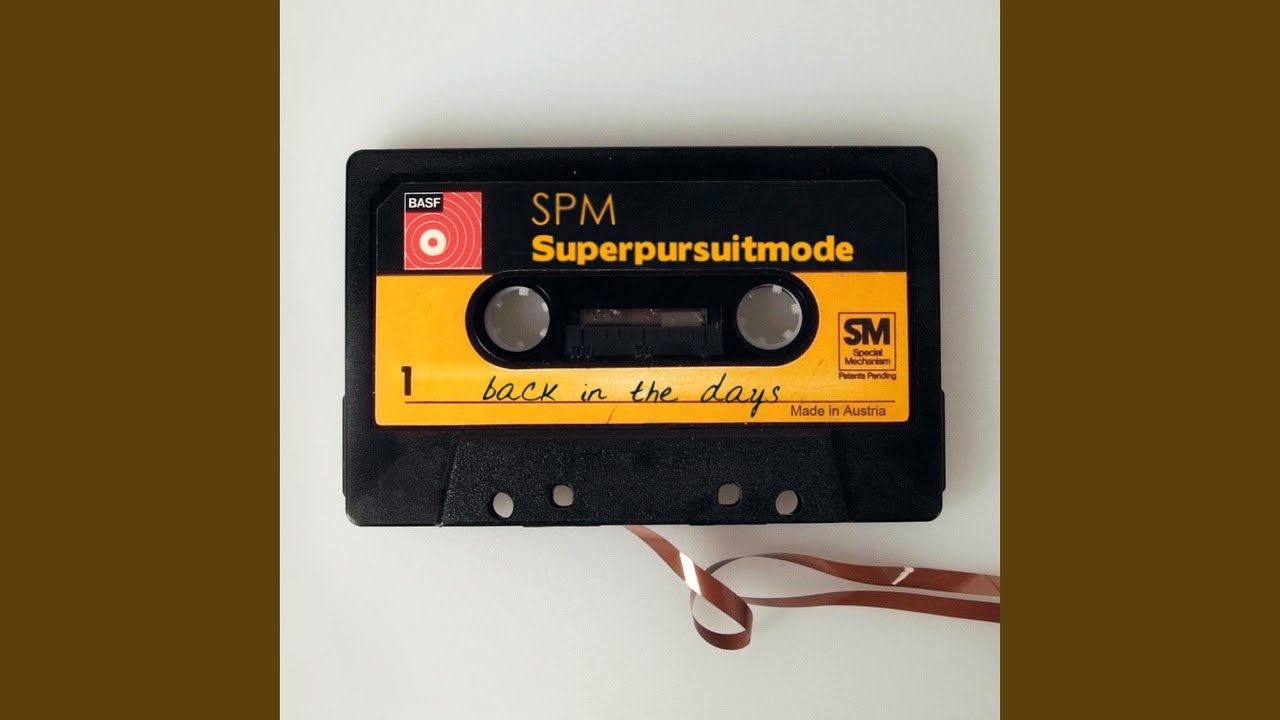 BASF
SPM
Superpursuitmode
SM
Special
Mechanism
Patents Pending
1
back in the days
Made in Austria